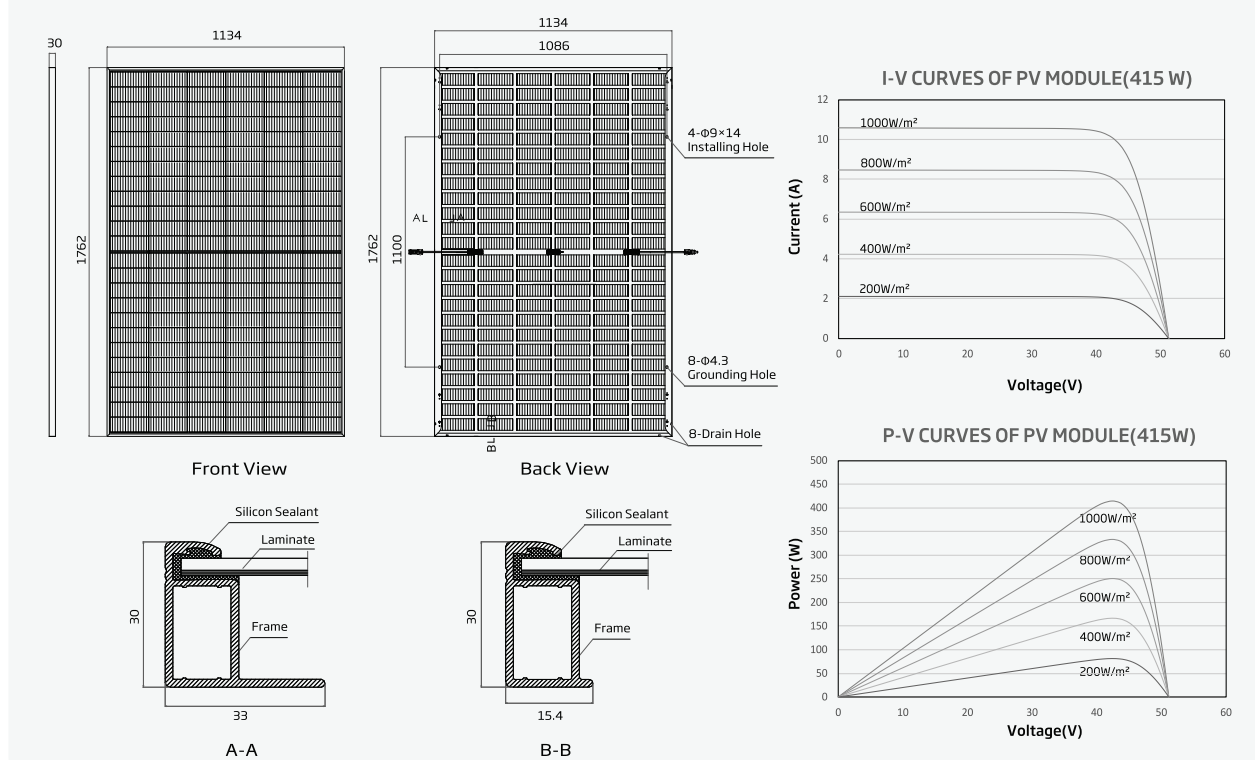 30
1134
1762
Front View
1134
1086
1762
1100
A L
J A
4-Φ9×14
Installing Hole
8-Φ4.3
Grounding Hole
8-Drain Hole
B
B L
Back View
Silicon Sealant
Laminate
30
Frame
33
A-A
Silicon Sealant
Laminate
30
Frame
15.4
B-B
I-V CURVES OF PV MODULE(415 W)
12
10
8
6
4
2
0
Current (A)
1000W/m²
800W/m²
600W/m²
400W/m²
200W/m²
0 10 20 30 40 50 60
Voltage(V)
P-V CURVES OF PV MODULE(415W)
500
450
400
350
300
250
200
150
100
50
0
Power (W)
1000W/m²
800W/m²
600W/m²
400W/m²
200W/m²
0 10 20 30 40 50 60
Voltage(V)